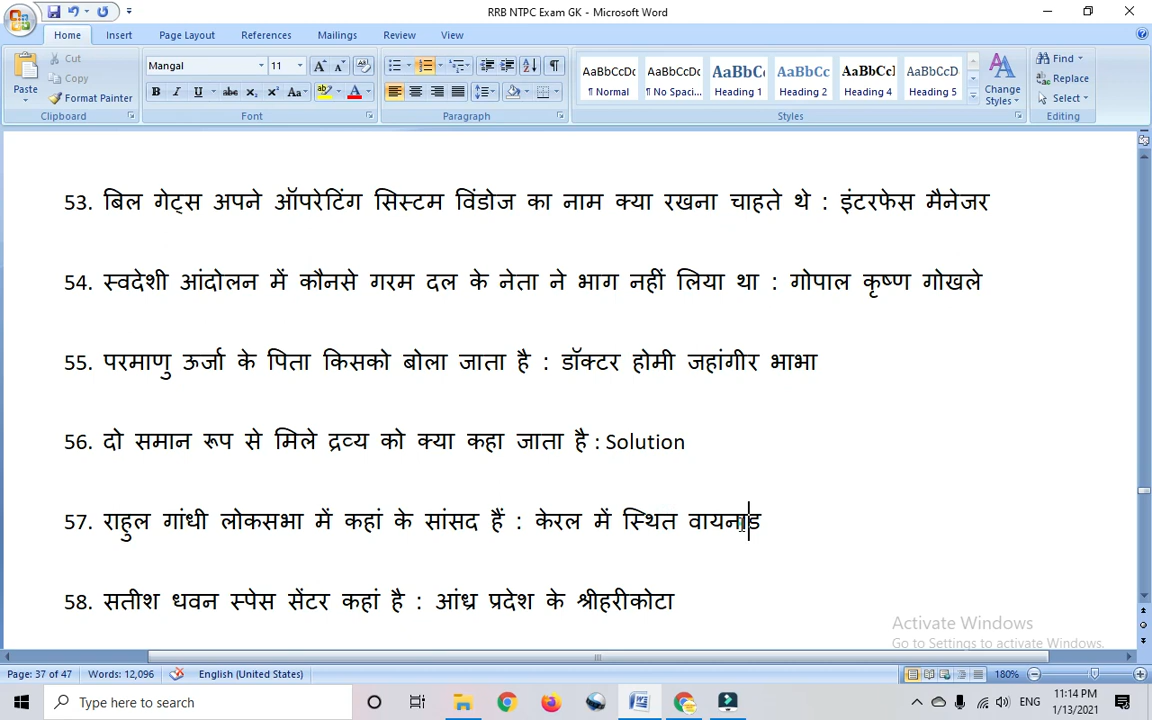 RRB NTPC Exam GK - Microsoft Word
Home Insert Page Layout References Mailings Review View
Paste
Cut
Copy
Format Painter
Clipboard
Mangal 11
Font
Paragraph
AaBbCcDc AaBbCcDc AaBbC AaBbCc AaBbCcI AaBbCcD
¶ Normal ¶ No Spaci... Heading 1 Heading 2 Heading 4 Heading 5
Change Styles
Styles
Find
Replace
Select
Editing
53. बिल गेट्स अपने ऑपरेटिंग सिस्टम विंडोज का नाम क्या रखना चाहते थे : इंटरफेस मैनेजर
54. स्वदेशी आंदोलन में कौनसे गरम दल के नेता ने भाग नहीं लिया था : गोपाल कृष्ण गोखले
55. परमाणु ऊर्जा के पिता किसको बोला जाता है : डॉक्टर होमी जहांगीर भाभा
56. दो समान रूप से मिले द्रव्य को क्या कहा जाता है : Solution
57. राहुल गांधी लोकसभा में कहां के सांसद हैं : केरल में स्थित वायनाड
58. सतीश धवन स्पेस सेंटर कहां है : आंध्र प्रदेश के श्रीहरीकोटा
Activate Windows
Go to Settings to activate Windows.
Page: 37 of 47 Words: 12,096 English (United States) 180%
Type here to search
ENG
11:14 PM
1/13/2021